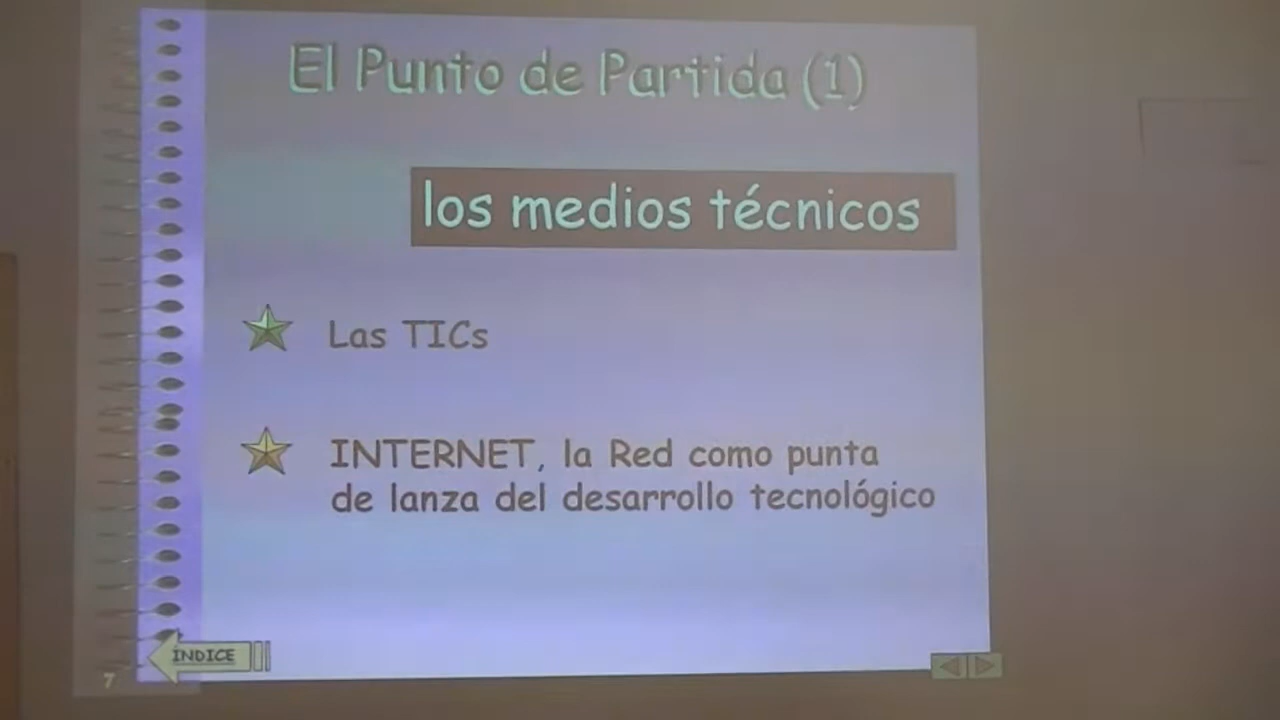 El Punto de Partida (1)
los medios técnicos
Las TICs
INTERNET, la Red como punta
de lanza del desarrollo tecnológico
ÍNDICE
7